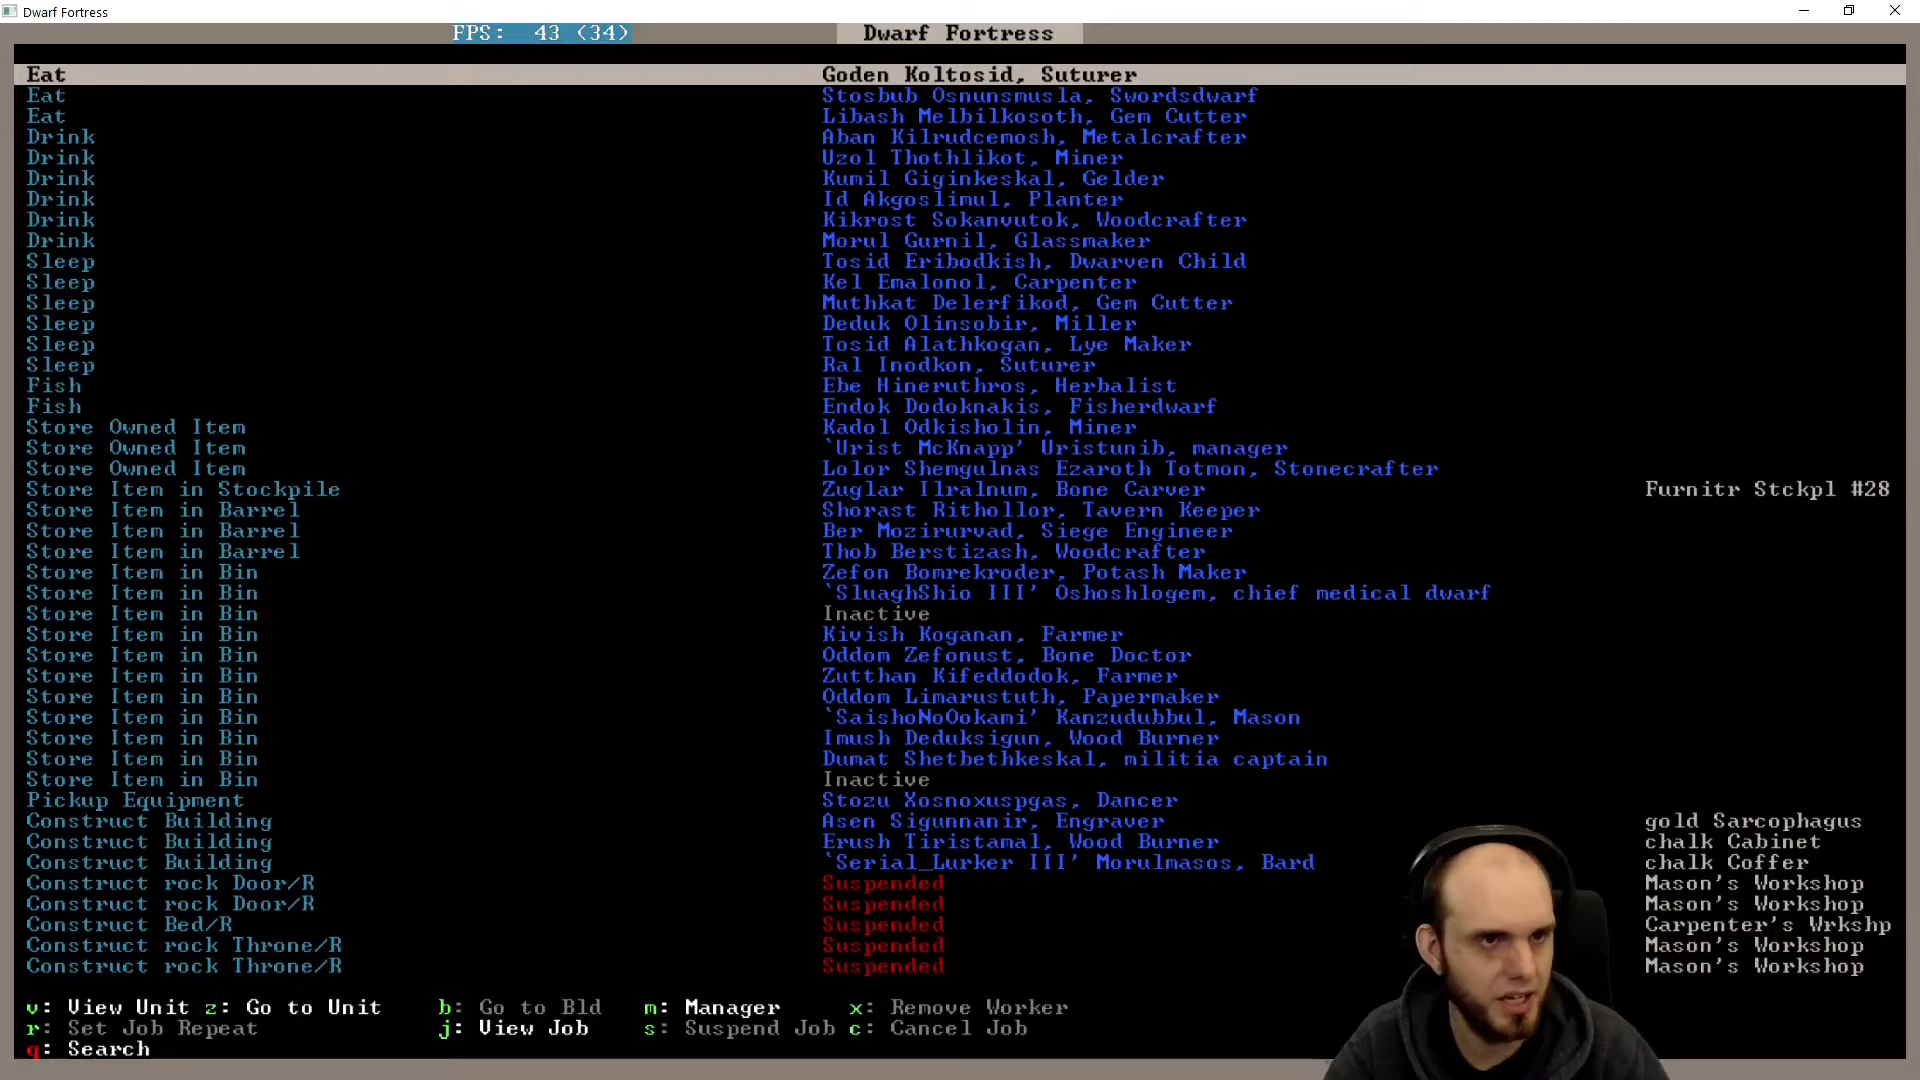 Dwarf Fortress
FPS: 43 (34) Dwarf Fortress
Eat Goden Koltosid, Suturer
Eat Stosbub Osnunsmusla, Swordsdwarf
Eat Libash Melbilkosoth, Gem Cutter
Drink Aban Kilrudcemosh, Metalcrafter
Drink Uzol Thothlikot, Miner
Drink Kumil Giginkeskal, Gelder
Drink Id Akgoslimul, Planter
Drink Kikrost Sokanvutok, Woodcrafter
Drink Morul Gurnil, Glassmaker
Sleep Tosid Eribodkish, Dwarven Child
Sleep Kel Emalonol, Carpenter
Sleep Muthkat Delerfikod, Gem Cutter
Sleep Deduk Olinsobir, Miller
Sleep Tosid Alathkogan, Lye Maker
Sleep Ral Inodkon, Suturer
Fish Ebe Hineruthros, Herbalist
Fish Endok Dodoknakis, Fisherdwarf
Store Owned Item Kadol Odkisholin, Miner
Store Owned Item `Urist McKnapp' Uristunib, manager
Store Owned Item Lolor Shemgulnas Ezaroth Totmon, Stonecrafter
Store Item in Stockpile Zuglar Ilralnum, Bone Carver Furnitr Stckpl #28
Store Item in Barrel Shorast Rithollor, Tavern Keeper
Store Item in Barrel Ber Mozirurvad, Siege Engineer
Store Item in Barrel Thob Berstizash, Woodcrafter
Store Item in Bin Zefon Bomrekroder, Potash Maker
Store Item in Bin `SluaghShio III' Oshoshlogem, chief medical dwarf
Store Item in Bin Inactive
Store Item in Bin Kivish Koganan, Farmer
Store Item in Bin Oddom Zefonust, Bone Doctor
Store Item in Bin Zutthan Kifeddodok, Farmer
Store Item in Bin Oddom Limarustuth, Papermaker
Store Item in Bin `SaishoNoOokami' Kanzudubbul, Mason
Store Item in Bin Imush Deduksigun, Wood Burner
Store Item in Bin Dumat Shetbethkeskal, militia captain
Store Item in Bin Inactive
Pickup Equipment Stozu Xosnoxuspgas, Dancer
Construct Building Asen Sigunnanir, Engraver gold Sarcophagus
Construct Building Erush Tiristamal, Wood Burner chalk Cabinet
Construct Building `Serial_Lurker III' Morulmasos, Bard chalk Coffer
Construct rock Door/R Suspended Mason's Workshop
Construct rock Door/R Suspended Mason's Workshop
Construct Bed/R Suspended Carpenter's Wrkshp
Construct rock Throne/R Suspended Mason's Workshop
Construct rock Throne/R Suspended Mason's Workshop
v: View Unit z: Go to Unit b: Go to Bld m: Manager x: Remove Worker
r: Set Job Repeat j: View Job s: Suspend Job c: Cancel Job
q: Search